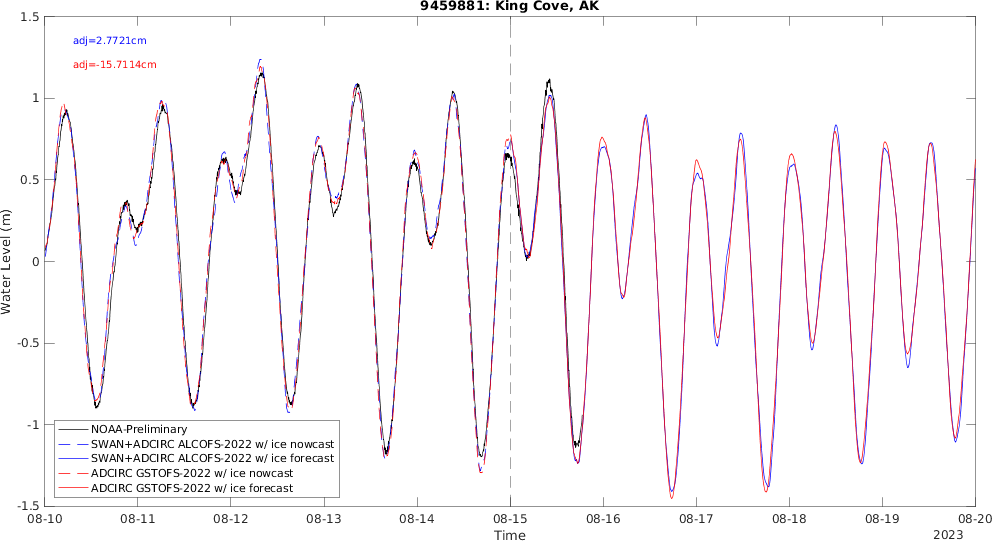 9459881: King Cove, AK
adj=2.7721cm
adj=-15.7114cm
1.5
1
0.5
0
-0.5
-1
-1.5
Water Level (m)
NOAA-Preliminary
SWAN+ADCIRC ALCOFS-2022 w/ ice nowcast
SWAN+ADCIRC ALCOFS-2022 w/ ice forecast
ADCIRC GSTOFS-2022 w/ ice nowcast
ADCIRC GSTOFS-2022 w/ ice forecast
08-10 08-11 08-12 08-13 08-14 08-15 08-16 08-17 08-18 08-19 08-20
Time
2023